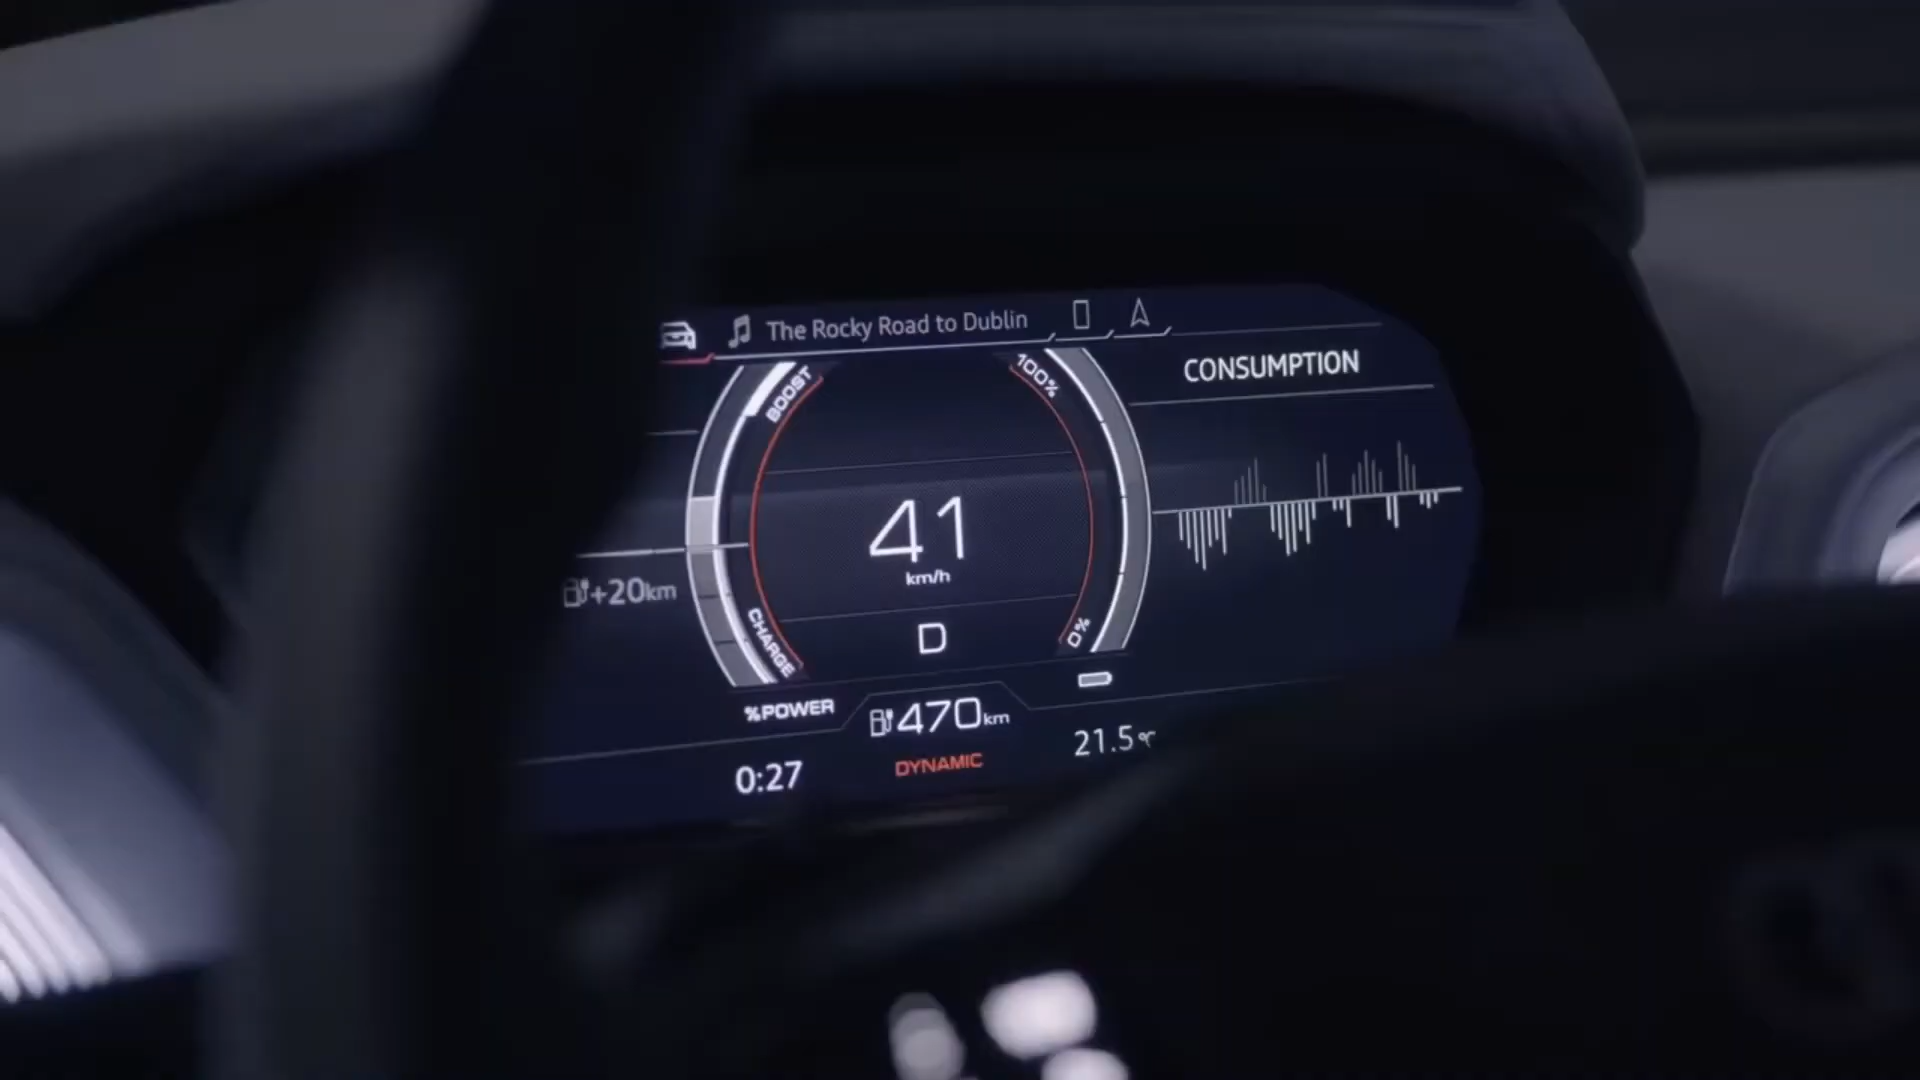 The Rocky Road to Dublin
CONSUMPTION
BOOST
100%
41
km/h
+20km
CHARGE
0%
D
%POWER
470km
0:27
DYNAMIC
21.5°C